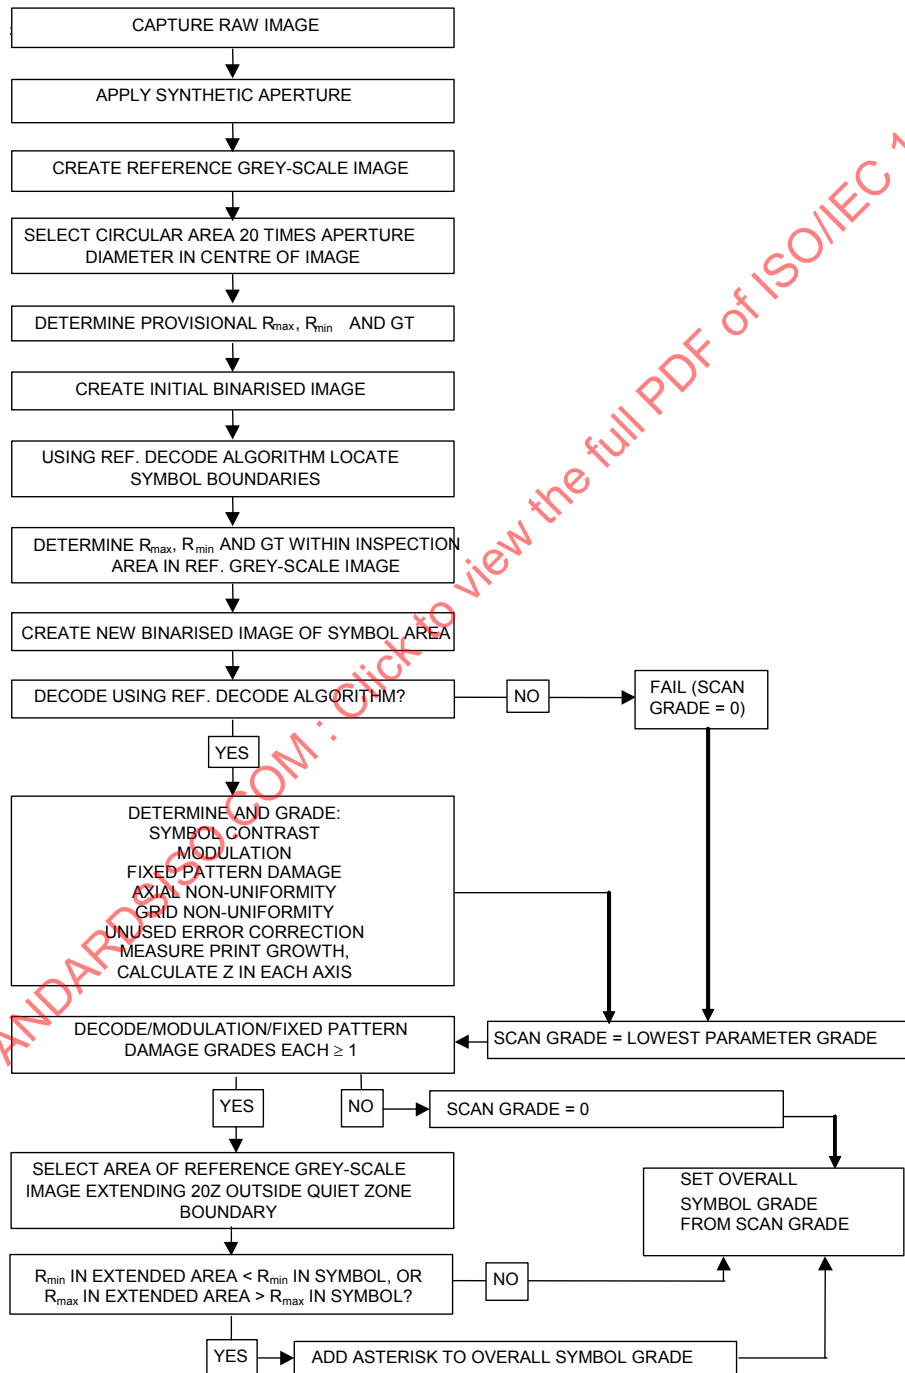 CAPTURE RAW IMAGE
APPLY SYNTHETIC APERTURE
CREATE REFERENCE GREY-SCALE IMAGE
SELECT CIRCULAR AREA 20 TIMES APERTURE
DIAMETER IN CENTRE OF IMAGE
DETERMINE PROVISIONAL Rmax, Rmin AND GT
CREATE INITIAL BINARISED IMAGE
USING REF. DECODE ALGORITHM LOCATE
SYMBOL BOUNDARIES
DETERMINE Rmax, Rmin AND GT WITHIN INSPECTION
AREA IN REF. GREY-SCALE IMAGE
CREATE NEW BINARISED IMAGE OF SYMBOL AREA
DECODE USING REF. DECODE ALGORITHM?
NO
FAIL (SCAN
GRADE = 0)
YES
DETERMINE AND GRADE:
SYMBOL CONTRAST
MODULATION
FIXED PATTERN DAMAGE
AXIAL NON-UNIFORMITY
GRID NON-UNIFORMITY
UNUSED ERROR CORRECTION
MEASURE PRINT GROWTH,
CALCULATE Z IN EACH AXIS
SCAN GRADE = LOWEST PARAMETER GRADE
DECODE/MODULATION/FIXED PATTERN
DAMAGE GRADES EACH ≥ 1
YES
NO
SCAN GRADE = 0
SELECT AREA OF REFERENCE GREY-SCALE
IMAGE EXTENDING 20Z OUTSIDE QUIET ZONE
BOUNDARY
SET OVERALL
SYMBOL GRADE
FROM SCAN GRADE
Rmin IN EXTENDED AREA < Rmin IN SYMBOL, OR
Rmax IN EXTENDED AREA > Rmax IN SYMBOL?
NO
YES
ADD ASTERISK TO OVERALL SYMBOL GRADE
ANDARDSISO.COM : Click to view the full PDF of ISO/IEC 1